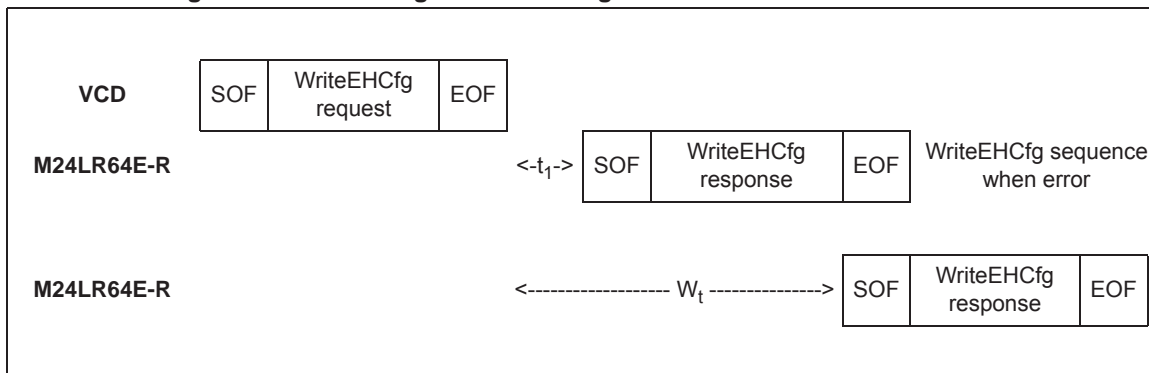 WriteEHCfg
VCD SOF request EOF
WriteEHCfg WriteEHCfg sequence
M24LR64E-R <-t1-> SOF response EOF when error
WriteEHCfg
M24LR64E-R <------------------- Wt ---------------> SOF response EOF